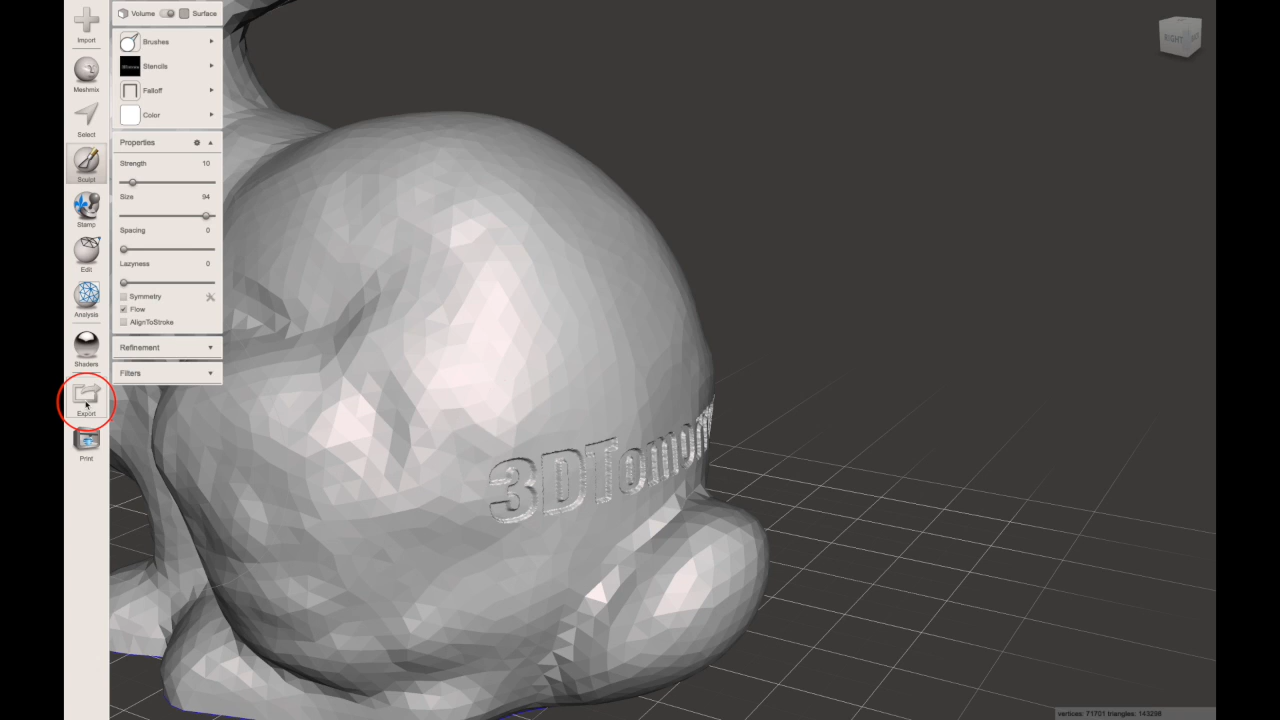 Import
Meshmix
Select
Sculpt
Stamp
Edit
Analysis
Shaders
Export
Print
Volume Surface
Brushes
Stencils
Falloff
Color
Properties
Strength 10
Size 94
Spacing 0
Lazyness 0
Symmetry
Flow
AlignToStroke
Refinement
Filters
RIGHT
vertices: 71701 triangles: 143298